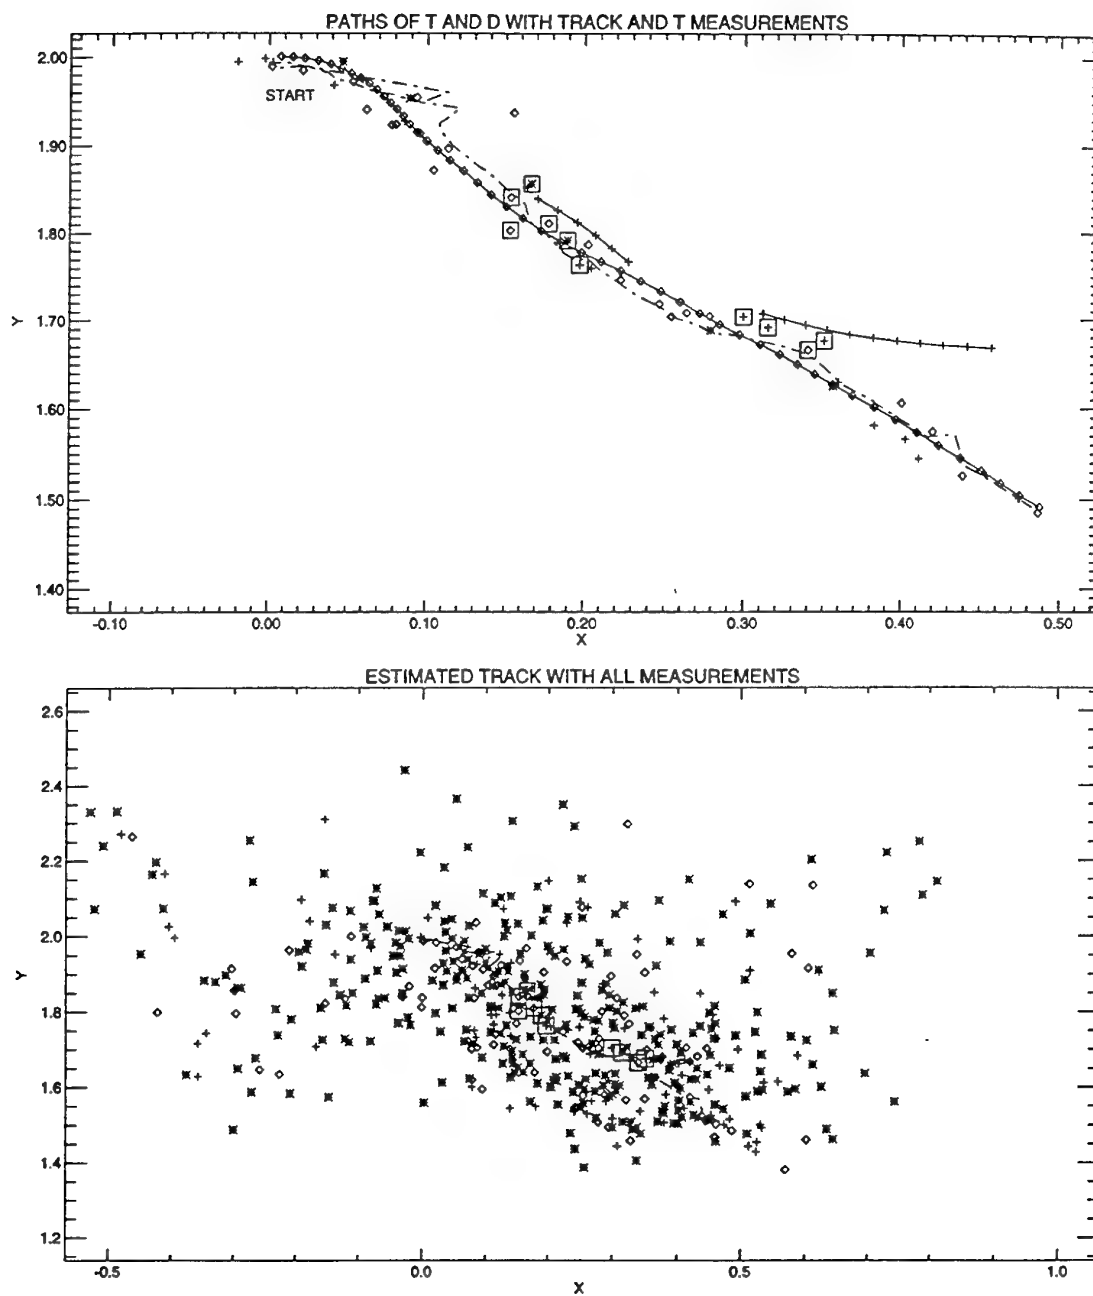 PATHS OF T AND D WITH TRACK AND T MEASUREMENTS
2.00
START
1.90
1.80
Y
1.70
1.60
1.50
1.40
-0.10 0.00 0.10 0.20 0.30 0.40 0.50
X
ESTIMATED TRACK WITH ALL MEASUREMENTS
2.6
2.4
2.2
2.0
Y
1.8
1.6
1.4
1.2
-0.5 0.0 0.5 1.0
X